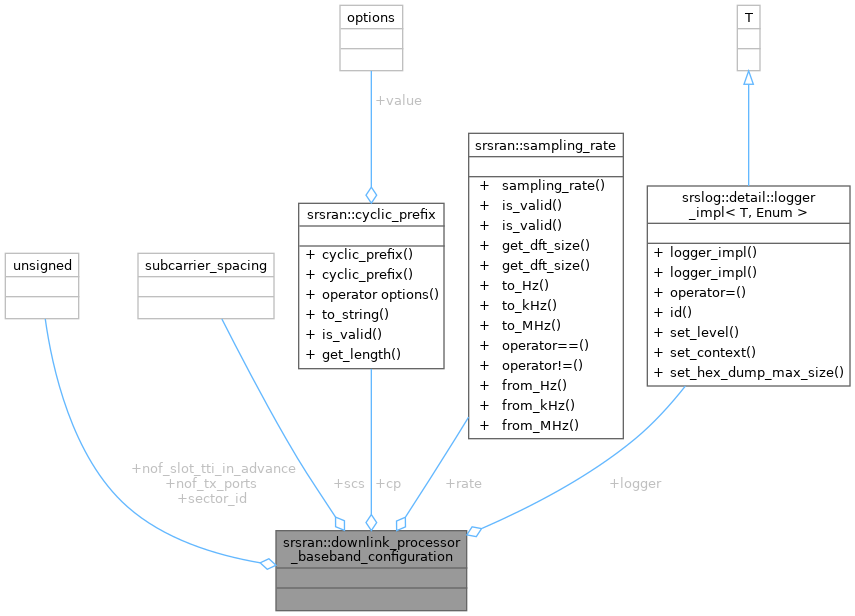 options
T
+value
srsran::sampling_rate
+ sampling_rate()
+ is_valid()
+ is_valid()
+ get_dft_size()
+ get_dft_size()
+ to_Hz()
+ to_kHz()
+ to_MHz()
+ operator==()
+ operator!=()
+ from_Hz()
+ from_kHz()
+ from_MHz()
srslog::detail::logger
_impl< T, Enum >
+ logger_impl()
+ logger_impl()
+ operator=()
+ id()
+ set_level()
+ set_context()
+ set_hex_dump_max_size()
srsran::cyclic_prefix
+ cyclic_prefix()
+ cyclic_prefix()
+ operator options()
+ to_string()
+ is_valid()
+ get_length()
unsigned
subcarrier_spacing
+nof_slot_tti_in_advance
+nof_tx_ports
+sector_id
+scs
+cp
+rate
+logger
srsran::downlink_processor
_baseband_configuration